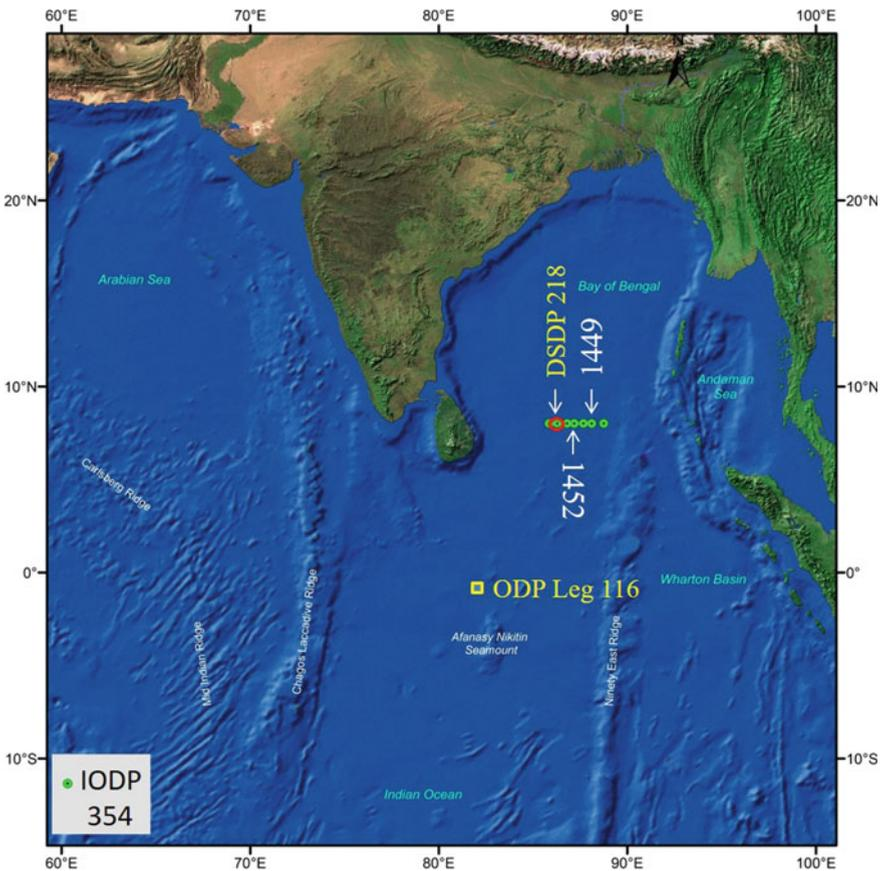 60°E 70°E 80°E 90°E 100°E
20°N 20°N
Arabian Sea
Bay of Bengal
DSDP 218
1449
10°N 10°N
Andaman
Sea
Carlsberg Ridge
1452
0° 0°
Wharton Basin
ODP Leg 116
Mid Indian Ridge
Chagos Laccadive Ridge
Afanasy Nikitin
Seamount
Ninety East Ridge
10°S 10°S
IODP
354
Indian Ocean
60°E 70°E 80°E 90°E 100°E